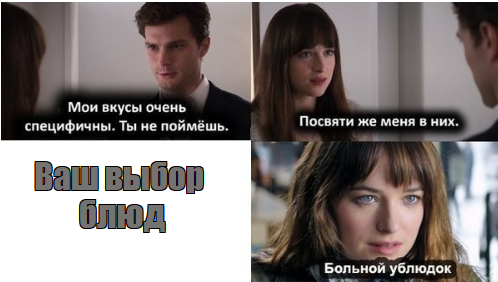 Мои вкусы очень
специфичны. Ты не поймёшь.
Посвяти же меня в них.
Ваш выбор
блюд
Больной ублюдок